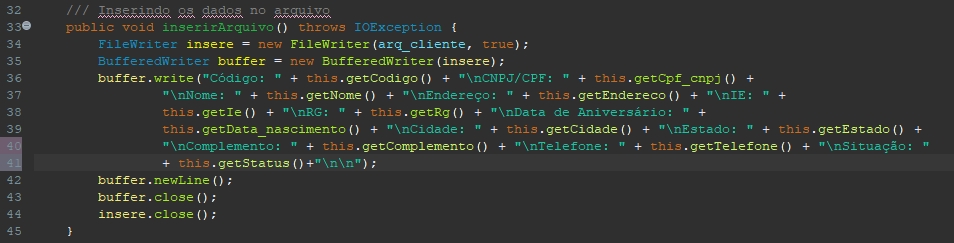 32 /// Inserindo os dados no arquivo
33 public void inserirArquivo() throws IOException {
34 FileWriter insere = new FileWriter(arq_cliente, true);
35 BufferedWriter buffer = new BufferedWriter(insere);
36 buffer.write("Código: " + this.getCodigo() + "\nCNPJ/CPF: " + this.getCpf_cnpj() +
37 "\nNome: " + this.getNome() + "\nEndereço: " + this.getEndereco() + "\nIE: " +
38 this.getIe() + "\nRG: " + this.getRg() + "\nData de Aniversário: " +
39 this.getData_nascimento() + "\nCidade: " + this.getCidade() + "\nEstado: " + this.getEstado() +
40 "\nComplemento: " + this.getComplemento() + "\nTelefone: " + this.getTelefone() + "\nSituação: "
41 + this.getStatus()+"\n\n");
42 buffer.newLine();
43 buffer.close();
44 insere.close();
45 }